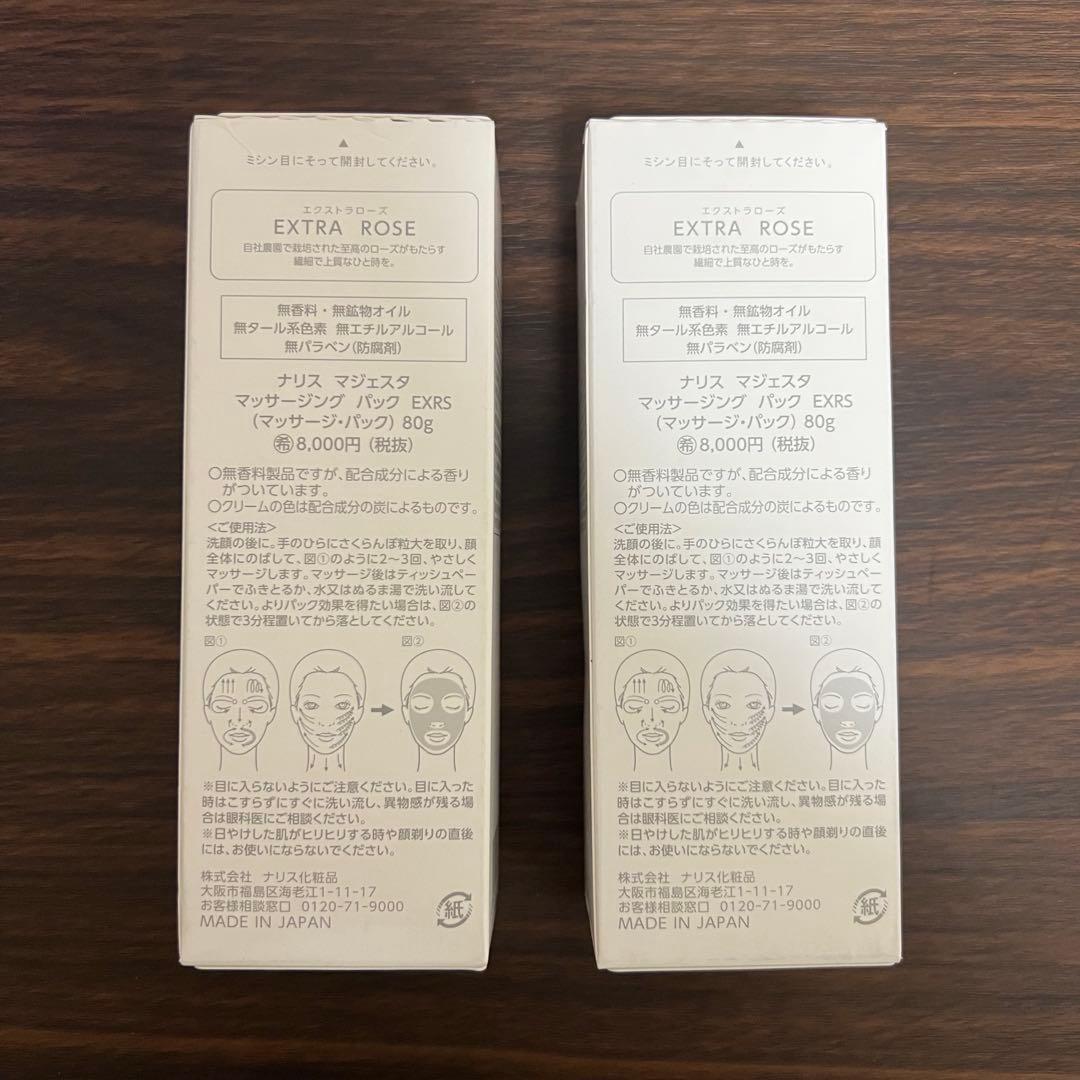 ▲
ミシン目にそって開封してください。
エクストラローズ
EXTRA ROSE
自社農園で栽培された至高のローズがもたらす
繊細で上質なひと時を。
無香料・無鉱物オイル
無タール系色素 無エチルアルコール
無パラベン(防腐剤)
ナリス マジェスタ
マッサージング パック EXRS
(マッサージ・パック) 80g
㊒8,000円 (税抜)
○無香料製品ですが、配合成分による香り
がついています。
○クリームの色は配合成分の炭によるものです。
<ご使用法>
洗顔の後に。手のひらにさくらんぼ粒大を取り、顔
全体にのばして、図①のように2～3回、やさしく
マッサージします。マッサージ後はティッシュペー
パーでふきとるか、水又はぬるま湯で洗い流して
ください。よりパック効果を得たい場合は、図②の
状態で3分程置いてから落としてください。
図① 図②
※目に入らないようにご注意ください。目に入った
時はこすらずにすぐに洗い流し、異物感が残る場合
は眼科医にご相談ください。
※日やけした肌がヒリヒリする時や顔剃りの直後
には、お使いにならないでください。
株式会社 ナリス化粧品
大阪市福島区海老江1-11-17
お客様相談窓口 0120-71-9000
MADE IN JAPAN
紙
▲
ミシン目にそって開封してください。
エクストラローズ
EXTRA ROSE
自社農園で栽培された至高のローズがもたらす
繊細で上質なひと時を。
無香料・無鉱物オイル
無タール系色素 無エチルアルコール
無パラベン(防腐剤)
ナリス マジェスタ
マッサージング パック EXRS
(マッサージ・パック) 80g
希8,000円 (税抜)
○無香料製品ですが、配合成分による香り
がついています。
○クリームの色は配合成分の炭によるものです。
<ご使用法>
洗顔の後に。手のひらにさくらんぼ粒大を取り、顔
全体にのばして、図①のように2～3回、やさしく
マッサージします。マッサージ後はティッシュペー
パーでふきとるか、水又はぬるま湯で洗い流して
ください。よりパック効果を得たい場合は、図②の
状態で3分程置いてから落としてください。
図① 図②
※目に入らないようにご注意ください。目に入った
時はこすらずにすぐに洗い流し、異物感が残る場
合は眼科医にご相談ください。
※日やけした肌がヒリヒリする時や顔剃りの直後
には、お使いにならないでください。
株式会社 ナリス化粧品
大阪市福島区海老江1-11-17
お客様相談窓口 0120-71-9000
MADE IN JAPAN
紙